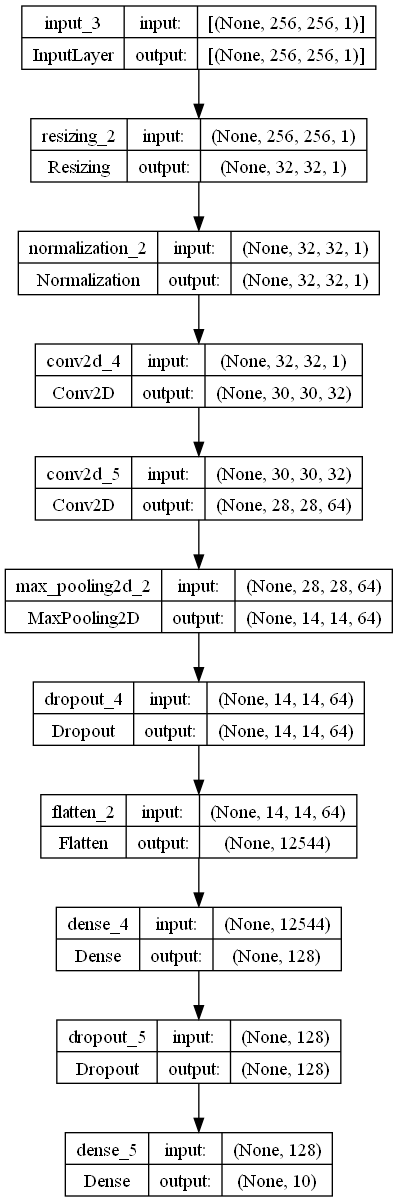 input_3 input: [(None, 256, 256, 1)]
InputLayer output: [(None, 256, 256, 1)]
resizing_2 input: (None, 256, 256, 1)
Resizing output: (None, 32, 32, 1)
normalization_2 input: (None, 32, 32, 1)
Normalization output: (None, 32, 32, 1)
conv2d_4 input: (None, 32, 32, 1)
Conv2D output: (None, 30, 30, 32)
conv2d_5 input: (None, 30, 30, 32)
Conv2D output: (None, 28, 28, 64)
max_pooling2d_2 input: (None, 28, 28, 64)
MaxPooling2D output: (None, 14, 14, 64)
dropout_4 input: (None, 14, 14, 64)
Dropout output: (None, 14, 14, 64)
flatten_2 input: (None, 14, 14, 64)
Flatten output: (None, 12544)
dense_4 input: (None, 12544)
Dense output: (None, 128)
dropout_5 input: (None, 128)
Dropout output: (None, 128)
dense_5 input: (None, 128)
Dense output: (None, 10)